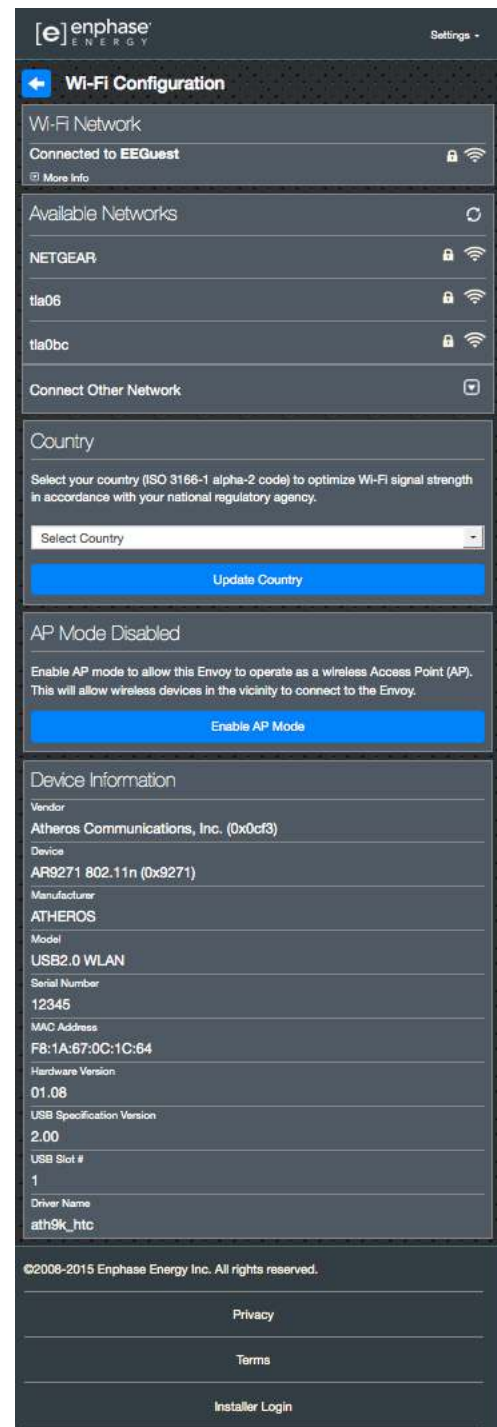 [e] enphase
ENERGY
Settings
Wi-Fi Configuration
Wi-Fi Network
Connected to EEGuest
More Info
Available Networks
NETGEAR
tla06
tla0bc
Connect Other Network
Country
Select your country (ISO 3166-1 alpha-2 code) to optimize Wi-Fi signal strength
in accordance with your national regulatory agency.
Select Country
Update Country
AP Mode Disabled
Enable AP mode to allow this Envoy to operate as a wireless Access Point (AP).
This will allow wireless devices in the vicinity to connect to the Envoy.
Enable AP Mode
Device Information
Vendor
Atheros Communications, Inc. (0x0cf3)
Device
AR9271 802.11n (0x9271)
Manufacturer
ATHEROS
Model
USB2.0 WLAN
Serial Number
12345
MAC Address
F8:1A:67:0C:1C:64
Hardware Version
01.08
USB Specification Version
2.00
USB Slot #
1
Driver Name
ath9k_htc
©2008-2015 Enphase Energy Inc. All rights reserved.
Privacy
Terms
Installer Login